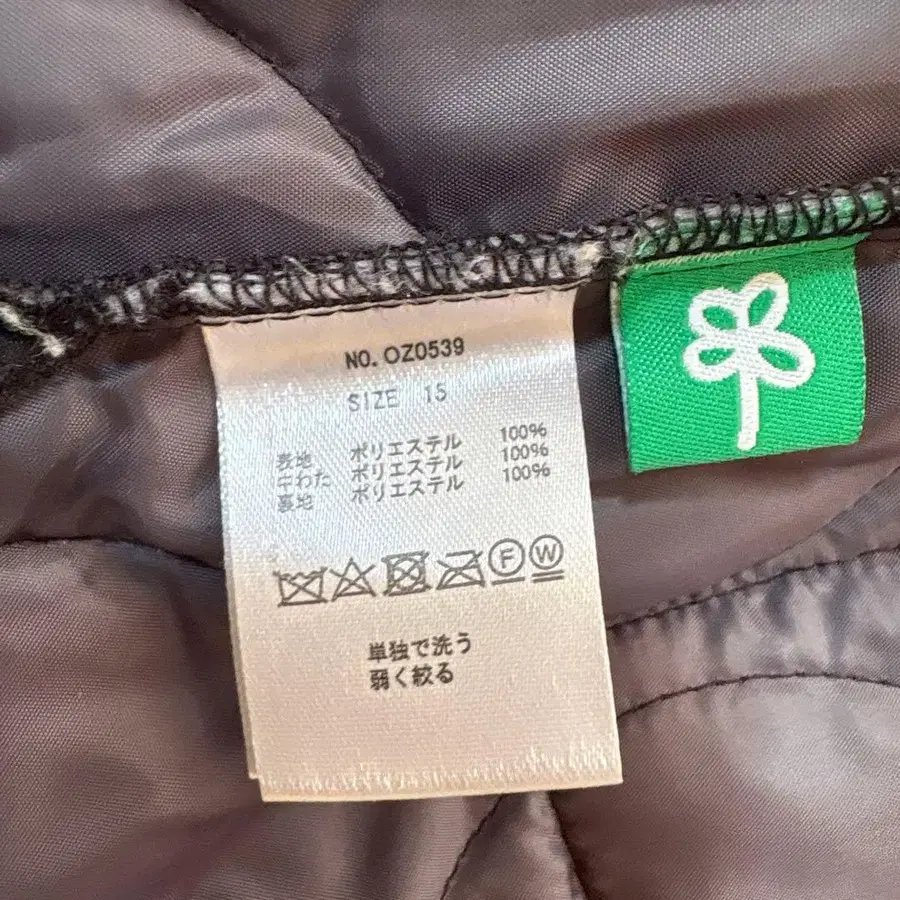 NO. OZ0539
SIZE 15
表地 ポリエステル 100%
中わた ポリエステル 100%
裏地 ポリエステル 100%
F W
単独で洗う
弱く絞る